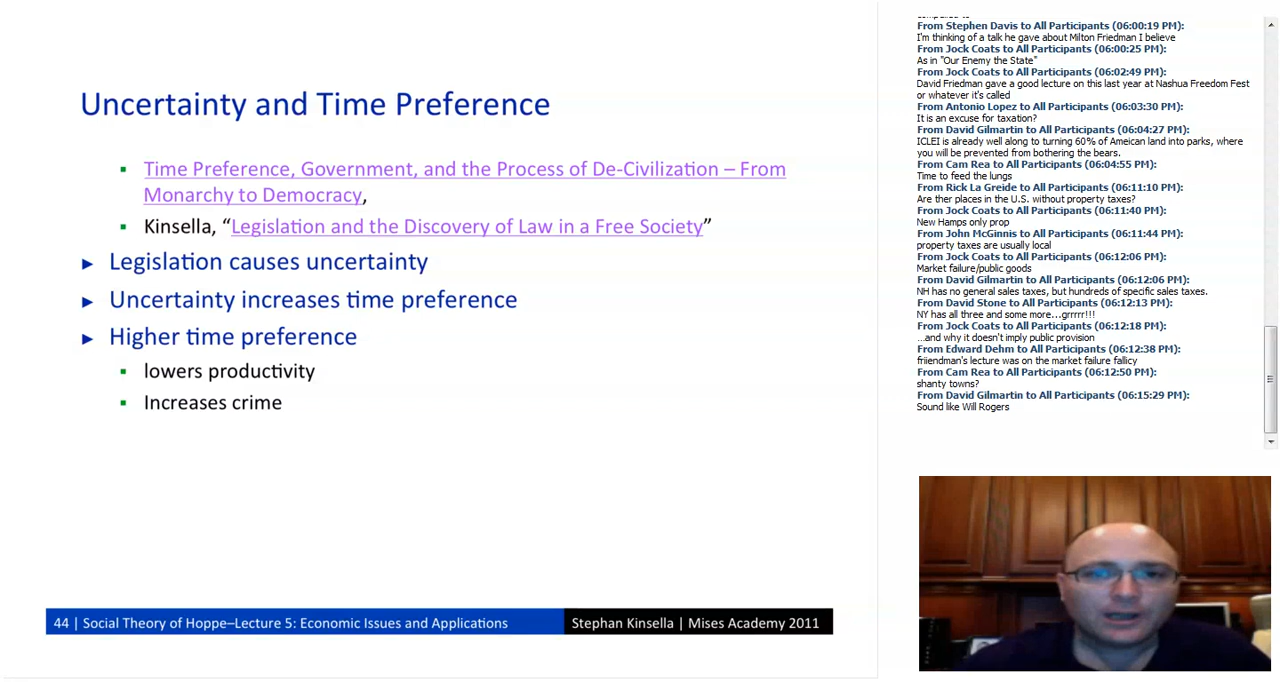 Uncertainty and Time Preference
Time Preference, Government, and the Process of De-Civilization – From
Monarchy to Democracy,
Kinsella, “Legislation and the Discovery of Law in a Free Society”
Legislation causes uncertainty
Uncertainty increases time preference
Higher time preference
lowers productivity
Increases crime
44 | Social Theory of Hoppe–Lecture 5: Economic Issues and Applications
Stephan Kinsella | Mises Academy 2011
From Stephen Davis to All Participants (06:00:19 PM):
I'm thinking of a talk he gave about Milton Friedman I believe
From Jock Coats to All Participants (06:00:25 PM):
As in "Our Enemy the State"
From Jock Coats to All Participants (06:02:49 PM):
David Friedman gave a good lecture on this last year at Nashua Freedom Fest
or whatever it's called
From Antonio Lopez to All Participants (06:03:30 PM):
It is an excuse for taxation?
From David Gilmartin to All Participants (06:04:27 PM):
ICLEI is already well along to turning 60% of Ameican land into parks, where
you will be prevented from bothering the bears.
From Cam Rea to All Participants (06:04:55 PM):
Time to feed the lungs
From Rick La Greide to All Participants (06:11:10 PM):
Are ther places in the U.S. without property taxes?
From Jock Coats to All Participants (06:11:40 PM):
New Hamps only prop
From John McGinnis to All Participants (06:11:44 PM):
property taxes are usually local
From Jock Coats to All Participants (06:12:06 PM):
Market failure/public goods
From David Gilmartin to All Participants (06:12:06 PM):
NH has no general sales taxes, but hundreds of specific sales taxes.
From David Stone to All Participants (06:12:13 PM):
NY has all three and some more...grrrrr!!!
From Jock Coats to All Participants (06:12:18 PM):
...and why it doesn't imply public provision
From Edward Dehm to All Participants (06:12:38 PM):
friiendman's lecture was on the market failure fallicy
From Cam Rea to All Participants (06:12:50 PM):
shanty towns?
From David Gilmartin to All Participants (06:15:29 PM):
Sound like Will Rogers